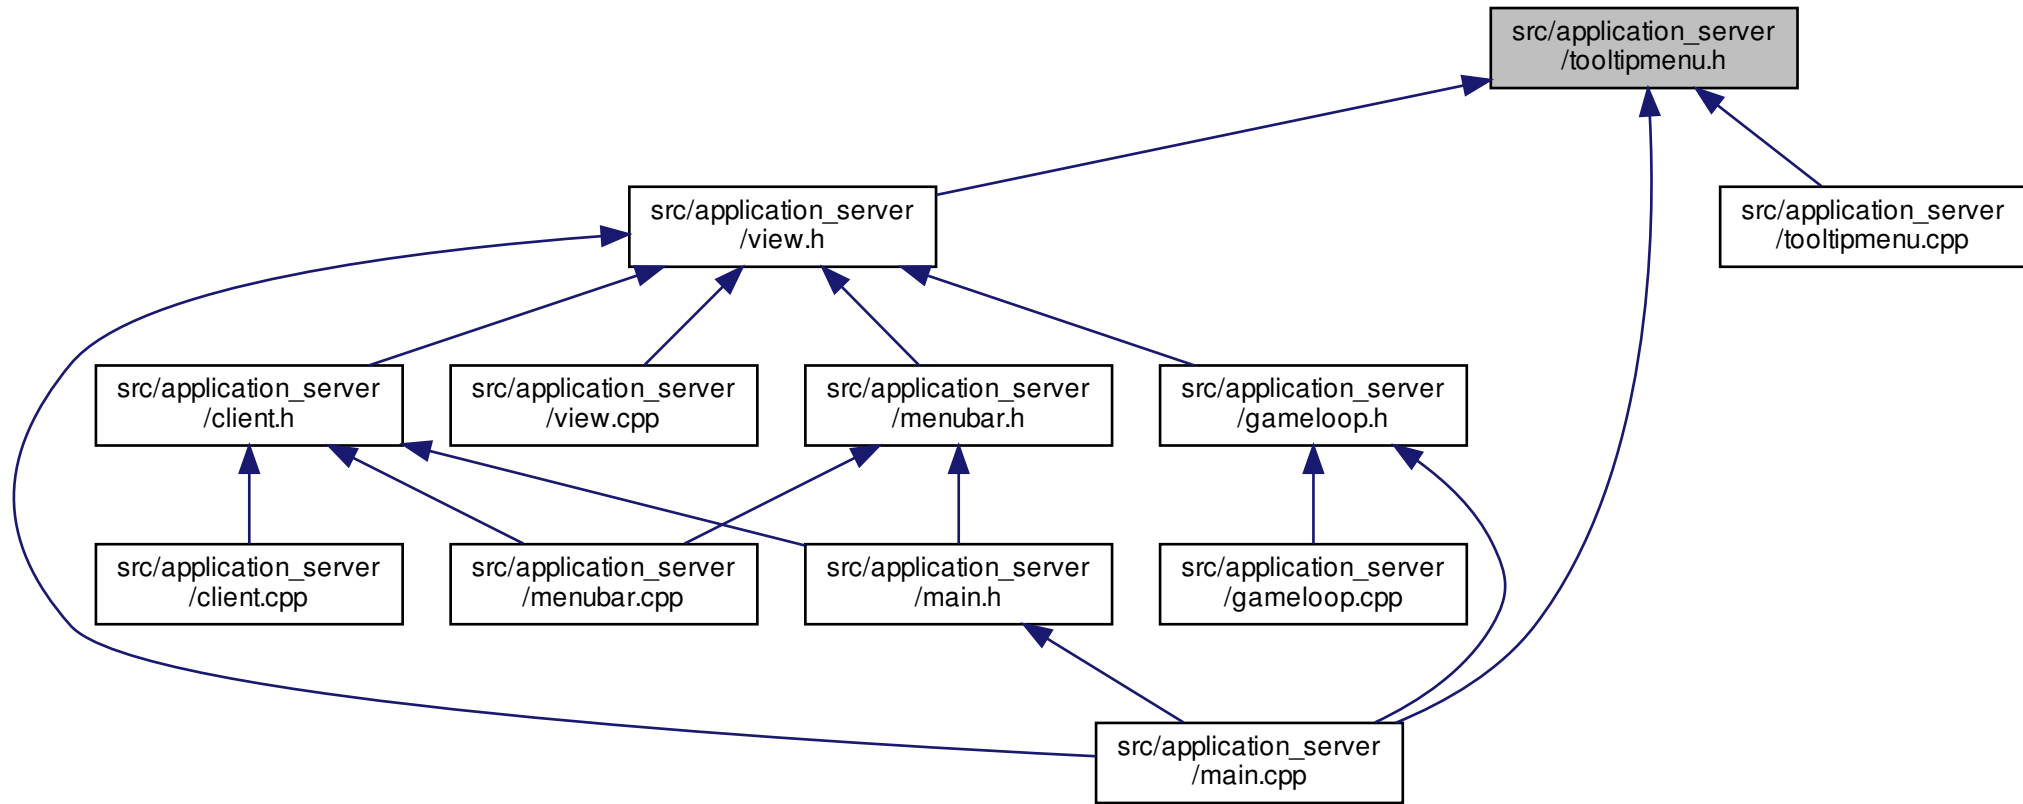 src/application_server
/tooltipmenu.h
src/application_server
/view.h
src/application_server
/tooltipmenu.cpp
src/application_server
/client.h
src/application_server
/view.cpp
src/application_server
/menubar.h
src/application_server
/gameloop.h
src/application_server
/client.cpp
src/application_server
/menubar.cpp
src/application_server
/main.h
src/application_server
/gameloop.cpp
src/application_server
/main.cpp